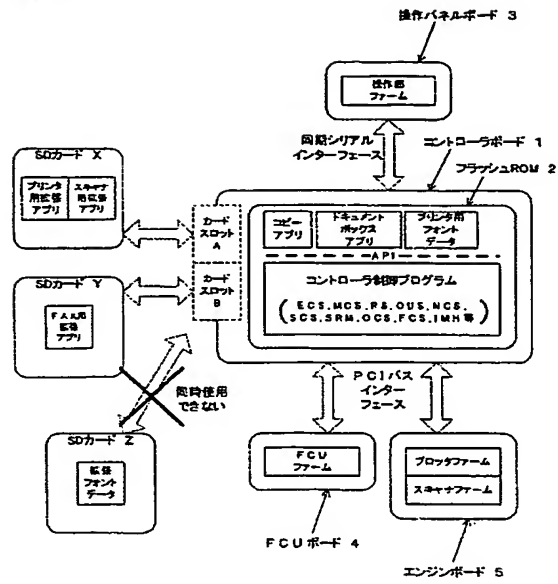 操作パネルボード 3
操作部
ファーム
同期シリアル
インターフェース
コントローラボード 1
フラッシュROM 2
SDカード X
プリンタ
用拡張
アプリ
スキャナ
用拡張
アプリ
カード
スロット
A
コピー
アプリ
ドキュメント
ボックス
アプリ
プリンタ用
フォント
データ
API
SDカード Y
FAX用
拡張
アプリ
カード
スロット
B
コントローラ制御プログラム
(ECS,MCS,RS,OUS,NCS,
SCS,SRM,OCS,FCS,IMH等)
同時使用
できない
PCIバス
インター
フェース
SDカード Z
拡張
フォント
データ
FCU
ファーム
プロッタファーム
スキャナファーム
FCUボード 4
エンジンボード 5